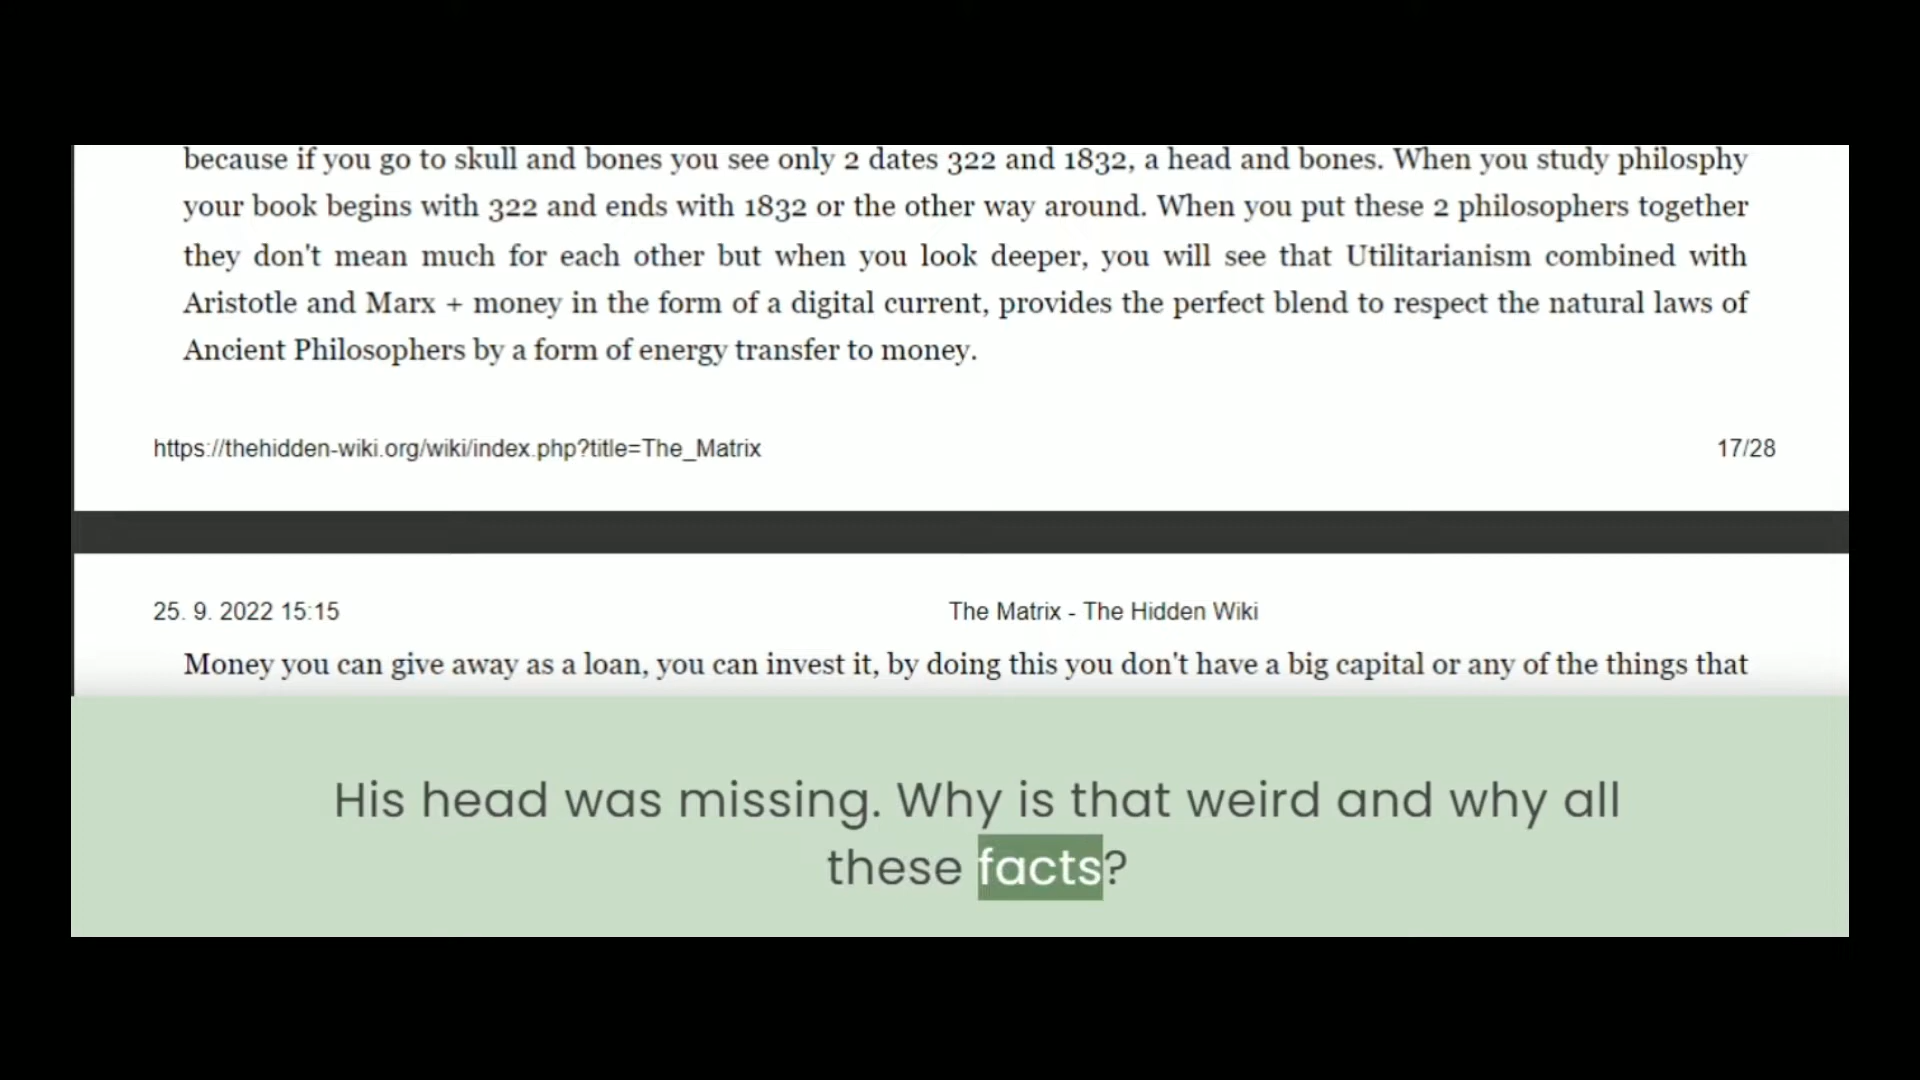 because if you go to skull and bones you see only 2 dates 322 and 1832, a head and bones. When you study philosphy
your book begins with 322 and ends with 1832 or the other way around. When you put these 2 philosophers together
they don't mean much for each other but when you look deeper, you will see that Utilitarianism combined with
Aristotle and Marx + money in the form of a digital current, provides the perfect blend to respect the natural laws of
Ancient Philosophers by a form of energy transfer to money.
https://thehidden-wiki.org/wiki/index.php?title=The_Matrix 17/28
25. 9. 2022 15:15 The Matrix - The Hidden Wiki
Money you can give away as a loan, you can invest it, by doing this you don't have a big capital or any of the things that
His head was missing. Why is that weird and why all
these facts?